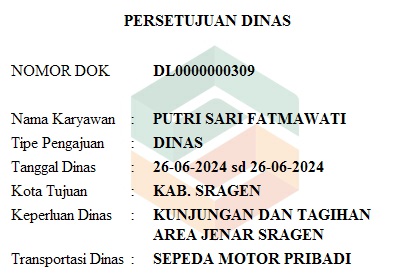 PERSETUJUAN DINAS
NOMOR DOK DL0000000309
Nama Karyawan : PUTRI SARI FATMAWATI
Tipe Pengajuan : DINAS
Tanggal Dinas : 26-06-2024 sd 26-06-2024
Kota Tujuan : KAB. SRAGEN
Keperluan Dinas : KUNJUNGAN DAN TAGIHAN
AREA JENAR SRAGEN
Transportasi Dinas : SEPEDA MOTOR PRIBADI